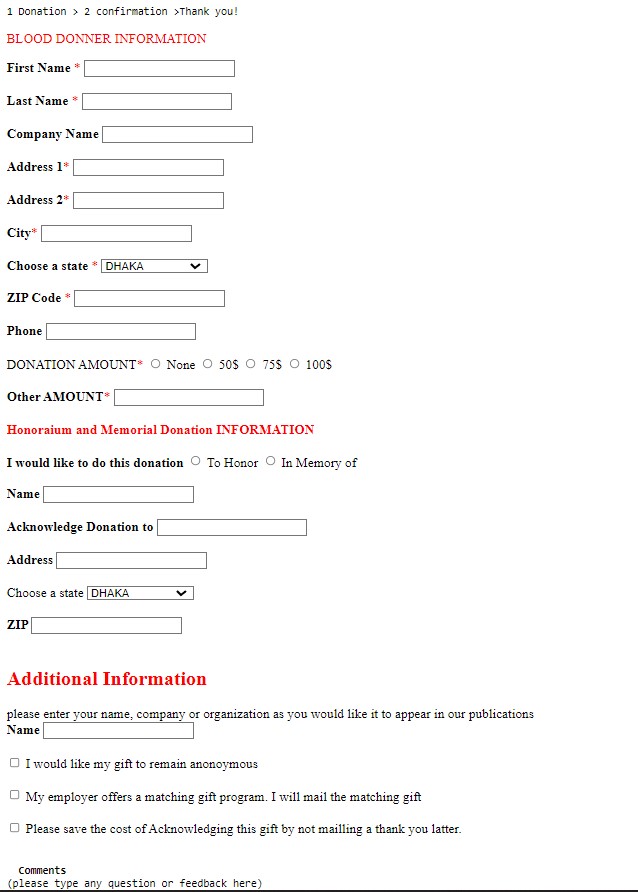 1 Donation > 2 confirmation >Thank you!
BLOOD DONNER INFORMATION
First Name *
Last Name *
Company Name
Address 1*
Address 2*
City*
Choose a state * DHAKA
ZIP Code *
Phone
DONATION AMOUNT* None 50$ 75$ 100$
Other AMOUNT*
Honoraium and Memorial Donation INFORMATION
I would like to do this donation To Honor In Memory of
Name
Acknowledge Donation to
Address
Choose a state DHAKA
ZIP
Additional Information
please enter your name, company or organization as you would like it to appear in our publications
Name
I would like my gift to remain anonoymous
My employer offers a matching gift program. I will mail the matching gift
Please save the cost of Acknowledging this gift by not mailling a thank you latter.
Comments
(please type any question or feedback here)